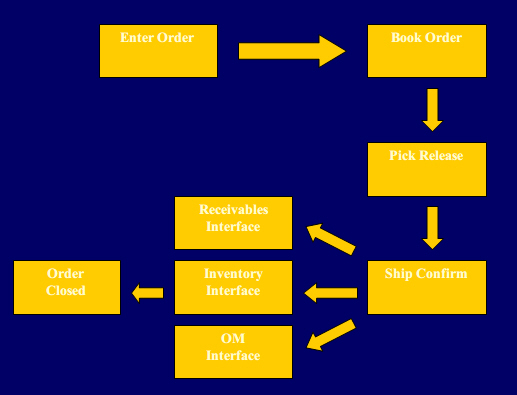 Enter Order
Book Order
Pick Release
Receivables
Interface
Order
Closed
Inventory
Interface
Ship Confirm
OM
Interface